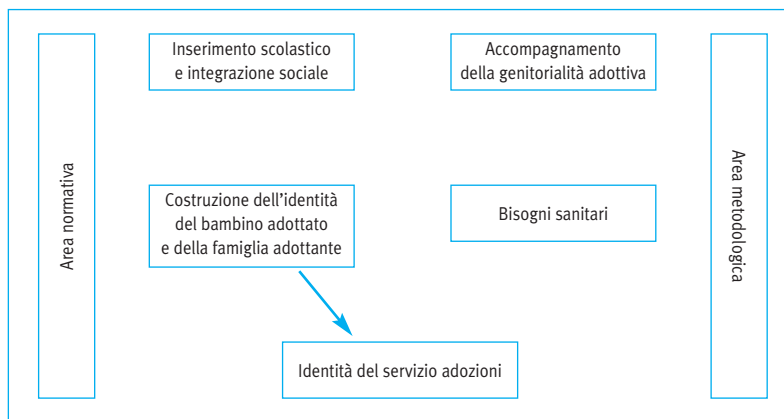 Inserimento scolastico
e integrazione sociale
Accompagnamento
della genitorialità adottiva
Area normativa
Costruzione dell’identità
del bambino adottato
e della famiglia adottante
Bisogni sanitari
Area metodologica
Identità del servizio adozioni